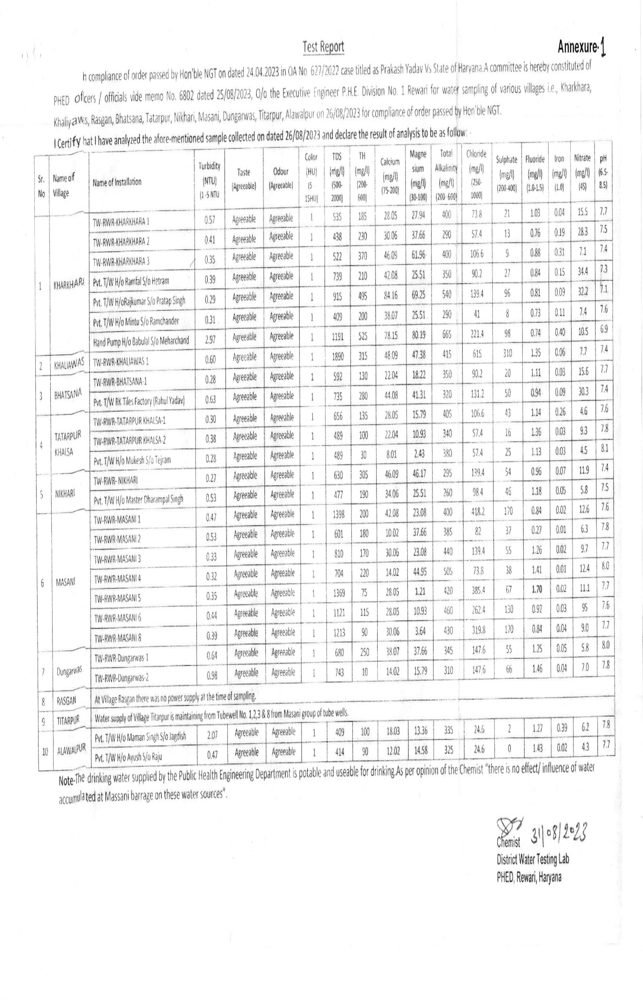 Test Report
Annexure-1
h compliance of order passed by Hon'ble NGT on dated 24.04.2023 in OA No. 627/2022 case titled as Prakash Yadav Vs State of Haryana.A committee is hereby constituted of
PHED oficers / officials vide memo No. 6802 dated 25/08/2023, O/o the Executive Engineer P.H.E. Division No. 1 Rewari for water sampling of various villages i.e., Kharkhara,
Khaliyaws, Rasgan, Bhatsana, Tatarpur, Nikhari, Masani, Dungarwas, Titarpur, Alawalpur on 26/08/2023 for compliance of order passed by Hon'ble NGT.
I Certify hat I have analyzed the afore-mentioned sample collected on dated 26/08/2023 and declare the result of analysis to be as follow:
Sr. No | Name of Village | Name of Installation | Turbidity (NTU) (1-5 NTU | Taste (Agreeable) | Odour (Agreeable) | Color (HU) (5 15HU) | TDS (mg/l) (500-2000) | TH (mg/l) (200-600) | Calcium (mg/l) (75-200) | Magne sium (mg/l) (30-100) | Total Alkalinity (mg/l) (200- 600) | Chloride (mg/l) (250-1000) | Sulphate (mg/l) (200-400) | Fluoride (mg/l) (1.0-1.5) | Iron (mg/l) (1.0) | Nitrate (mg/l) (45) | pH (6.5-8.5)
1 KHARKHARA
TW-RWR-KHARKHARA 1 0.57 Agreeable Agreeable 1 535 185 28.05 27.94 400 73.8 21 1.03 0.04 15.5 7.7
TW-RWR-KHARKHARA 2 0.41 Agreeable Agreeable 1 438 230 30.06 37.66 290 57.4 13 0.76 0.19 28.3 7.5
TW-RWR-KHARKHARA 3 0.35 Agreeable Agreeable 1 522 370 46.09 61.96 400 106.6 9 0.88 0.31 7.1 7.4
Pvt. T/W H/o Ramfal S/o Hetram 0.39 Agreeable Agreeable 1 739 210 42.08 25.51 350 90.2 27 0.84 0.15 34.4 7.3
Pvt. T/W H/oRajkumar S/o Pratap Singh 0.29 Agreeable Agreeable 1 915 495 84.16 69.25 540 139.4 96 0.81 0.09 32.2 7.1
Pvt. T/W H/o Mintu S/o Ramchander 0.31 Agreeable Agreeable 1 409 200 38.07 25.51 290 41 8 0.73 0.11 7.4 7.6
Hand Pump H/o Babulal S/o Meharchand 2.97 Agreeable Agreeable 1 1191 525 78.15 80.19 665 221.4 98 0.74 0.40 10.5 6.9
2 KHALIAWAS TW-RWR-KHALIAWAS 1 0.60 Agreeable Agreeable 1 1890 315 48.09 47.38 415 615 310 1.35 0.06 7.7 7.4
3 BHATSANA
TW-RWR-BHATSANA-1 0.28 Agreeable Agreeable 1 592 130 22.04 18.22 350 90.2 20 1.11 0.03 15.6 7.7
Pvt. T/W RK Tiles Factory (Rahul Yadav) 0.63 Agreeable Agreeable 1 735 280 44.08 41.31 320 131.2 50 0.94 0.09 30.3 7.4
4 TATARPUR KHALSA
TW-RWR-TATARPUR KHALSA-1 0.30 Agreeable Agreeable 1 656 135 28.05 15.79 405 106.6 43 1.14 0.26 4.6 7.6
TW-RWR-TATARPUR KHALSA-2 0.38 Agreeable Agreeable 1 489 100 22.04 10.93 340 57.4 16 1.36 0.03 9.3 7.8
Pvt. T/W H/o Mukesh S/o Tejram 0.28 Agreeable Agreeable 1 489 30 8.01 2.43 380 57.4 25 1.13 0.03 4.5 8.1
5 NIKHARI
TW-RWR- NIKHARI 0.27 Agreeable Agreeable 1 630 305 46.09 46.17 295 139.4 54 0.96 0.07 11.9 7.4
Pvt. T/W H/o Master Dharampal Singh 0.53 Agreeable Agreeable 1 477 190 34.06 25.51 260 98.4 46 1.18 0.05 5.8 7.5
6 MASANI
TW-RWR-MASANI 1 0.47 Agreeable Agreeable 1 1398 200 42.08 23.08 400 418.2 170 0.84 0.02 12.6 7.6
TW-RWR-MASANI 2 0.53 Agreeable Agreeable 1 601 180 10.02 37.66 385 82 37 0.27 0.01 6.3 7.8
TW-RWR-MASANI 3 0.33 Agreeable Agreeable 1 810 170 30.06 23.08 440 139.4 55 1.26 0.02 9.7 7.7
TW-RWR-MASANI 4 0.32 Agreeable Agreeable 1 704 220 14.02 44.95 505 73.8 38 1.41 0.01 12.4 8.0
TW-RWR-MASANI 5 0.35 Agreeable Agreeable 1 1369 75 28.05 1.21 420 385.4 67 1.70 0.02 11.1 7.7
TW-RWR-MASANI 6 0.44 Agreeable Agreeable 1 1121 115 28.05 10.93 460 262.4 130 0.92 0.03 95 7.6
TW-RWR-MASANI 8 0.39 Agreeable Agreeable 1 1213 90 30.06 3.64 430 319.8 170 0.84 0.04 9.0 7.7
7 Dungarwas
TW-RWR-Dungarwas-1 0.64 Agreeable Agreeable 1 680 250 38.07 37.66 345 147.6 55 1.25 0.05 5.8 8.0
TW-RWR-Dungarwas-2 0.98 Agreeable Agreeable 1 743 10 14.02 15.79 310 147.6 66 1.46 0.04 7.0 7.8
8 RASGAN At Village Rasgan there was no power supply at the time of sampling.
9 TITARPUR Water supply of Village Titarpur is maintaining from Tubewell No. 1,2,3 & 8 from Masani group of tube wells.
10 ALAWALPUR
Pvt. T/W H/o Maman Singh S/o Jagdish 2.07 Agreeable Agreeable 1 409 100 18.03 13.36 335 24.6 2 1.27 0.39 6.2 7.8
Pvt. T/W H/o Ayush S/o Raju 0.47 Agreeable Agreeable 1 414 90 12.02 14.58 325 24.6 0 1.43 0.02 4.3 7.7
Note-The drinking water supplied by the Public Health Engineering Department is potable and useable for drinking.As per opinion of the Chemist "there is no effect/ influence of water
accumulated at Massani barrage on these water sources".
31/08/2023
Chemist
District Water Testing Lab
PHED, Rewari, Haryana